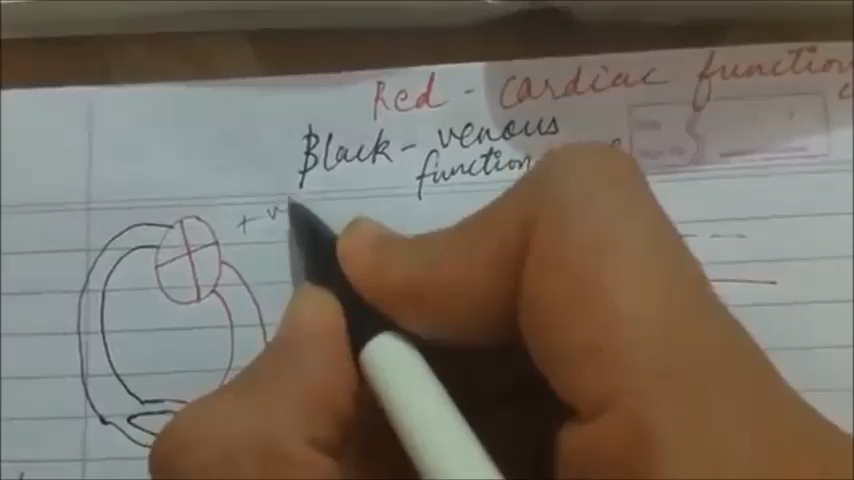 Red - cardiac function
Black - venous
function
+ v